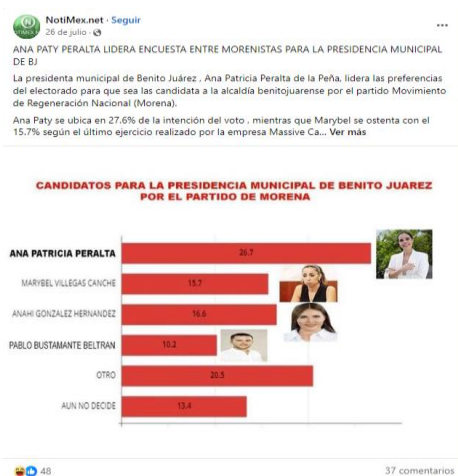 NotiMex.net · Seguir
26 de julio ·
ANA PATY PERALTA LIDERA ENCUESTA ENTRE MORENISTAS PARA LA PRESIDENCIA MUNICIPAL
DE BJ
La presidenta municipal de Benito Juárez , Ana Patricia Peralta de la Peña, lidera las preferencias
del electorado para que sea las candidata a la alcaldía benitojuarense por el partido Movimiento
de Regeneración Nacional (Morena).
Ana Paty se ubica en 27.6% de la intención del voto , mientras que Marybel se ostenta con el
15.7% según el último ejercicio realizado por la empresa Massive Ca... Ver más
CANDIDATOS PARA LA PRESIDENCIA MUNICIPAL DE BENITO JUAREZ
POR EL PARTIDO DE MORENA
ANA PATRICIA PERALTA 26.7
MARYBEL VILLEGAS CANCHE 15.7
ANAHI GONZALEZ HERNANDEZ 16.6
PABLO BUSTAMANTE BELTRAN 10.2
OTRO 20.5
AUN NO DECIDE 13.4
48 37 comentarios